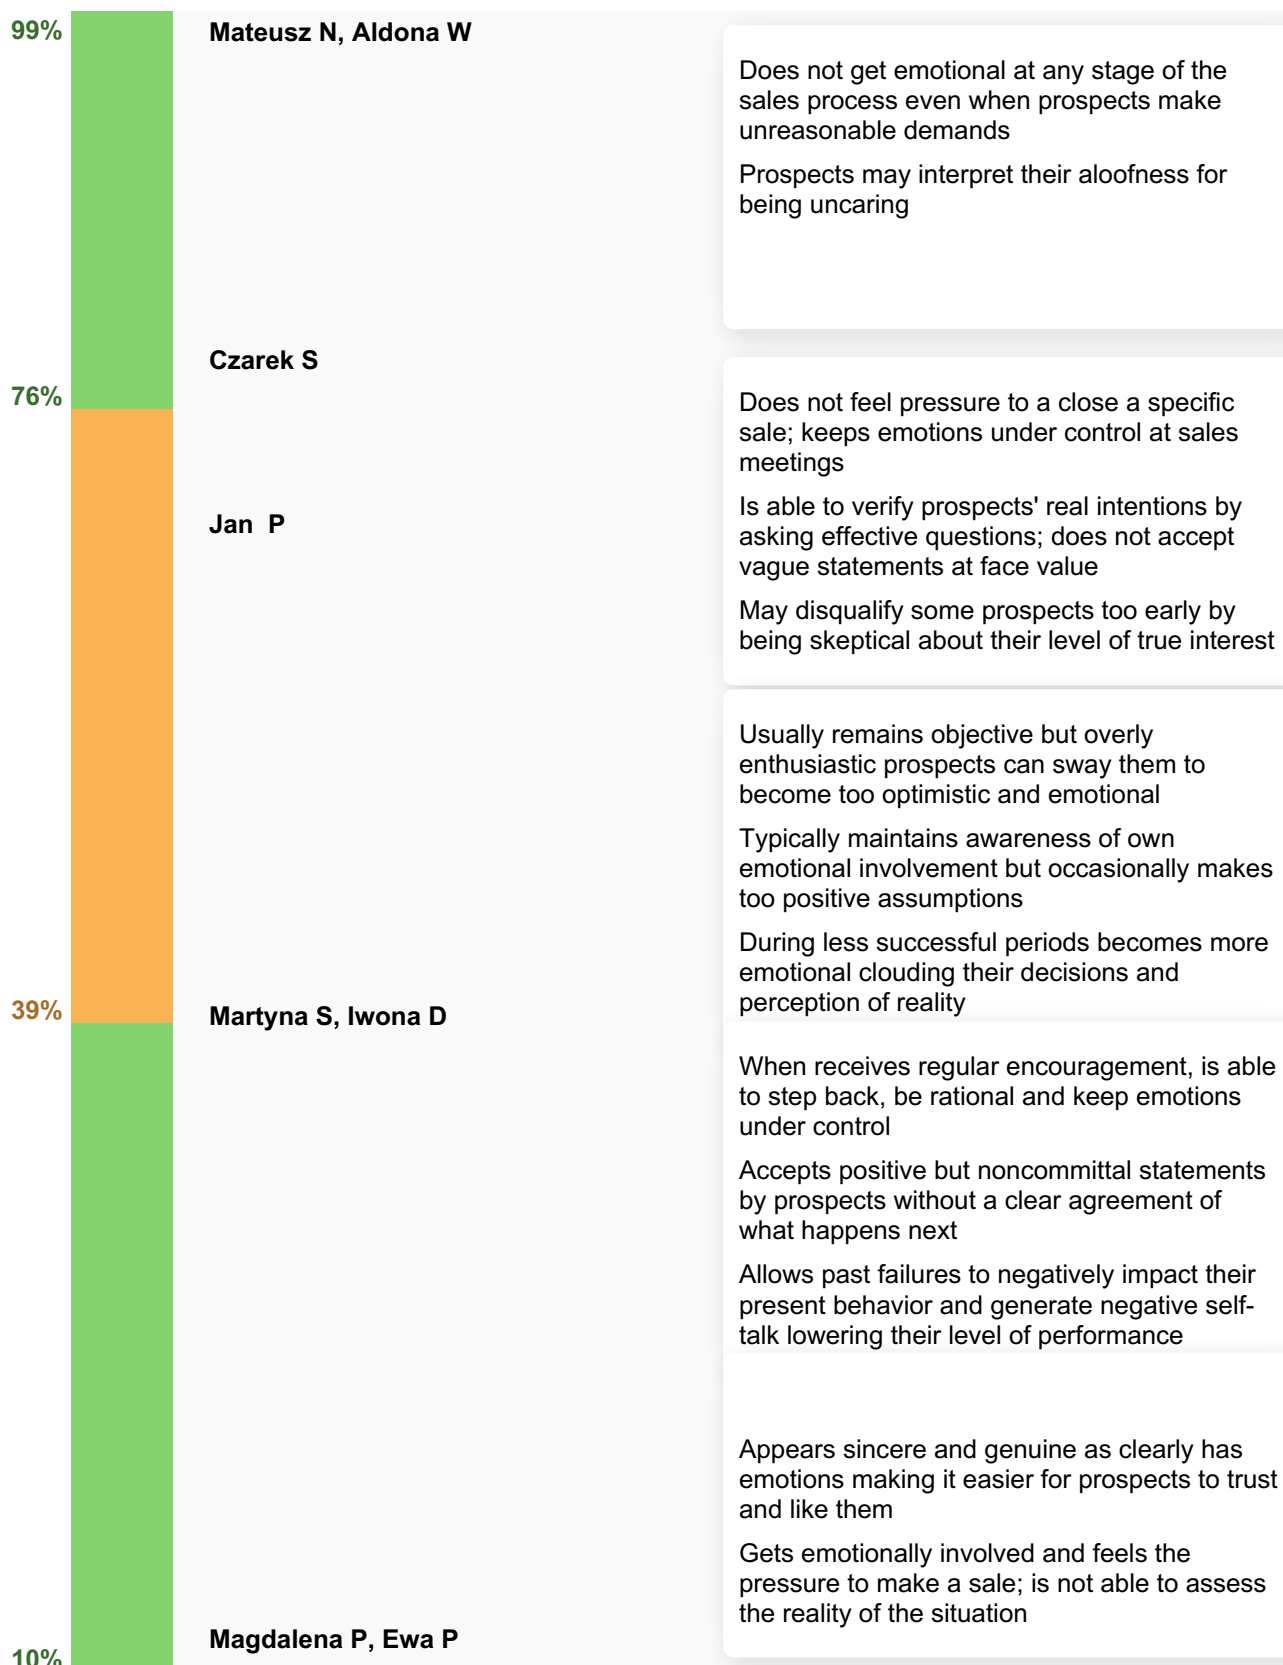 99%
Mateusz N, Aldona W
Does not get emotional at any stage of the
sales process even when prospects make
unreasonable demands
Prospects may interpret their aloofness for
being uncaring
Czarek S
76%
Does not feel pressure to a close a specific
sale; keeps emotions under control at sales
meetings
Is able to verify prospects' real intentions by
asking effective questions; does not accept
vague statements at face value
May disqualify some prospects too early by
being skeptical about their level of true interest
Jan  P
Usually remains objective but overly
enthusiastic prospects can sway them to
become too optimistic and emotional
Typically maintains awareness of own
emotional involvement but occasionally makes
too positive assumptions
During less successful periods becomes more
emotional clouding their decisions and
perception of reality
39%
Martyna S, Iwona D
When receives regular encouragement, is able
to step back, be rational and keep emotions
under control
Accepts positive but noncommittal statements
by prospects without a clear agreement of
what happens next
Allows past failures to negatively impact their
present behavior and generate negative self-
talk lowering their level of performance
Appears sincere and genuine as clearly has
emotions making it easier for prospects to trust
and like them
Gets emotionally involved and feels the
pressure to make a sale; is not able to assess
the reality of the situation
Magdalena P, Ewa P
10%